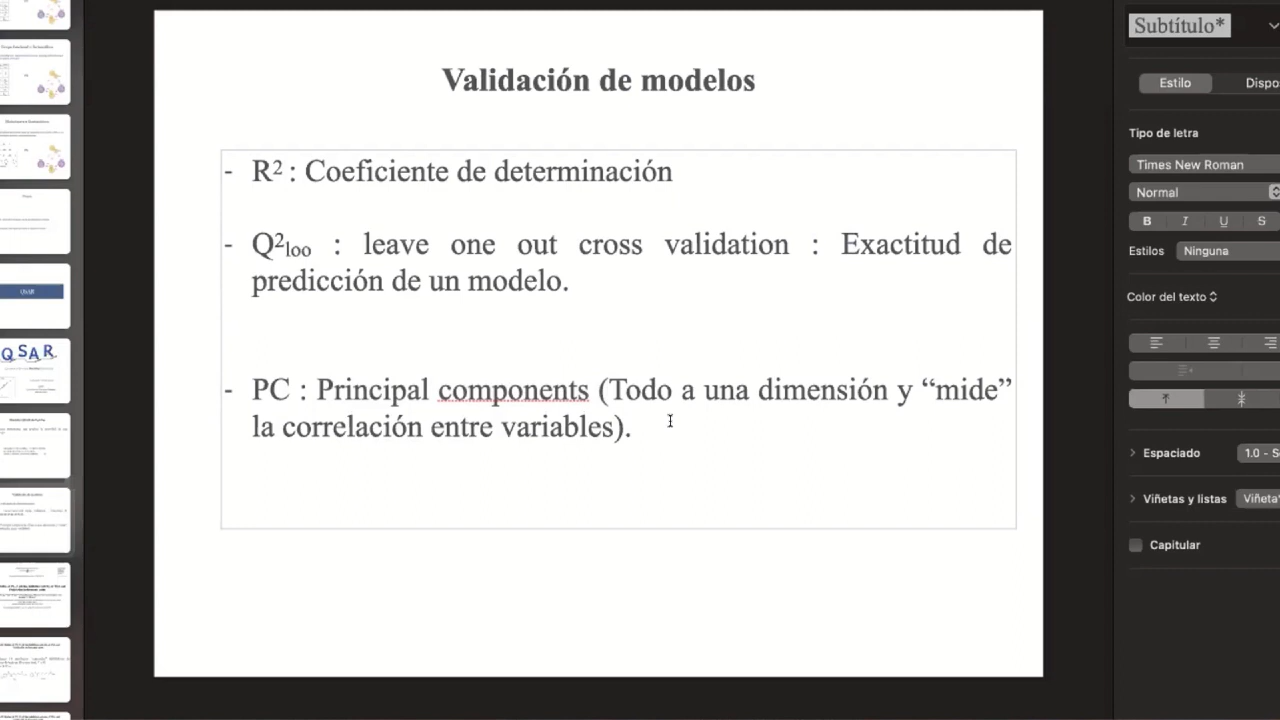 Validación de modelos
- R² : Coeficiente de determinación
- Q²loo : leave one out cross validation : Exactitud de
predicción de un modelo.
- PC : Principal components (Todo a una dimensión y “mide”
la correlación entre variables).
QSAR
Subtítulo*
Estilo Dispo
Tipo de letra
Times New Roman
Normal
B I U S
Estilos Ninguna
Color del texto
Espaciado 1.0 - S
Viñetas y listas Viñeta
Capitular